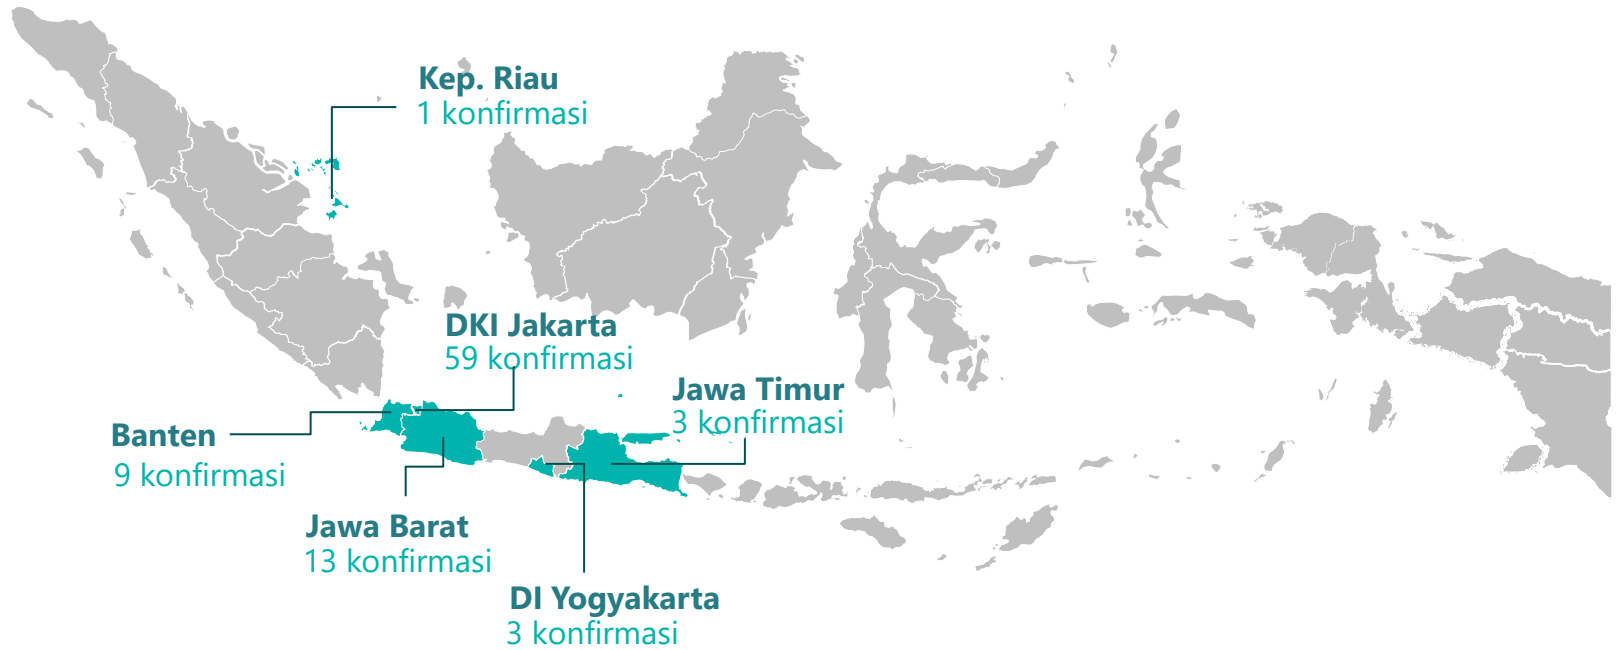 Kep. Riau
1 konfirmasi
DKI Jakarta
59 konfirmasi
Jawa Timur
3 konfirmasi
Banten
9 konfirmasi
Jawa Barat
13 konfirmasi
DI Yogyakarta
3 konfirmasi